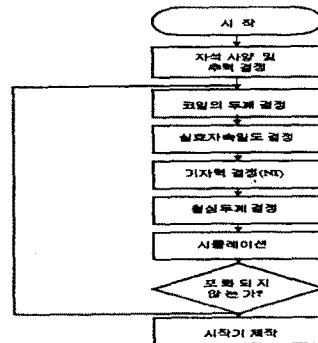 시 작
자석 사양 및
추력 결정
코일의 두께 결정
실효자속밀도 결정
기자력 결정(NI)
철심두께 결정
시뮬레이션
포화 되지
않는가?
시작기 제작